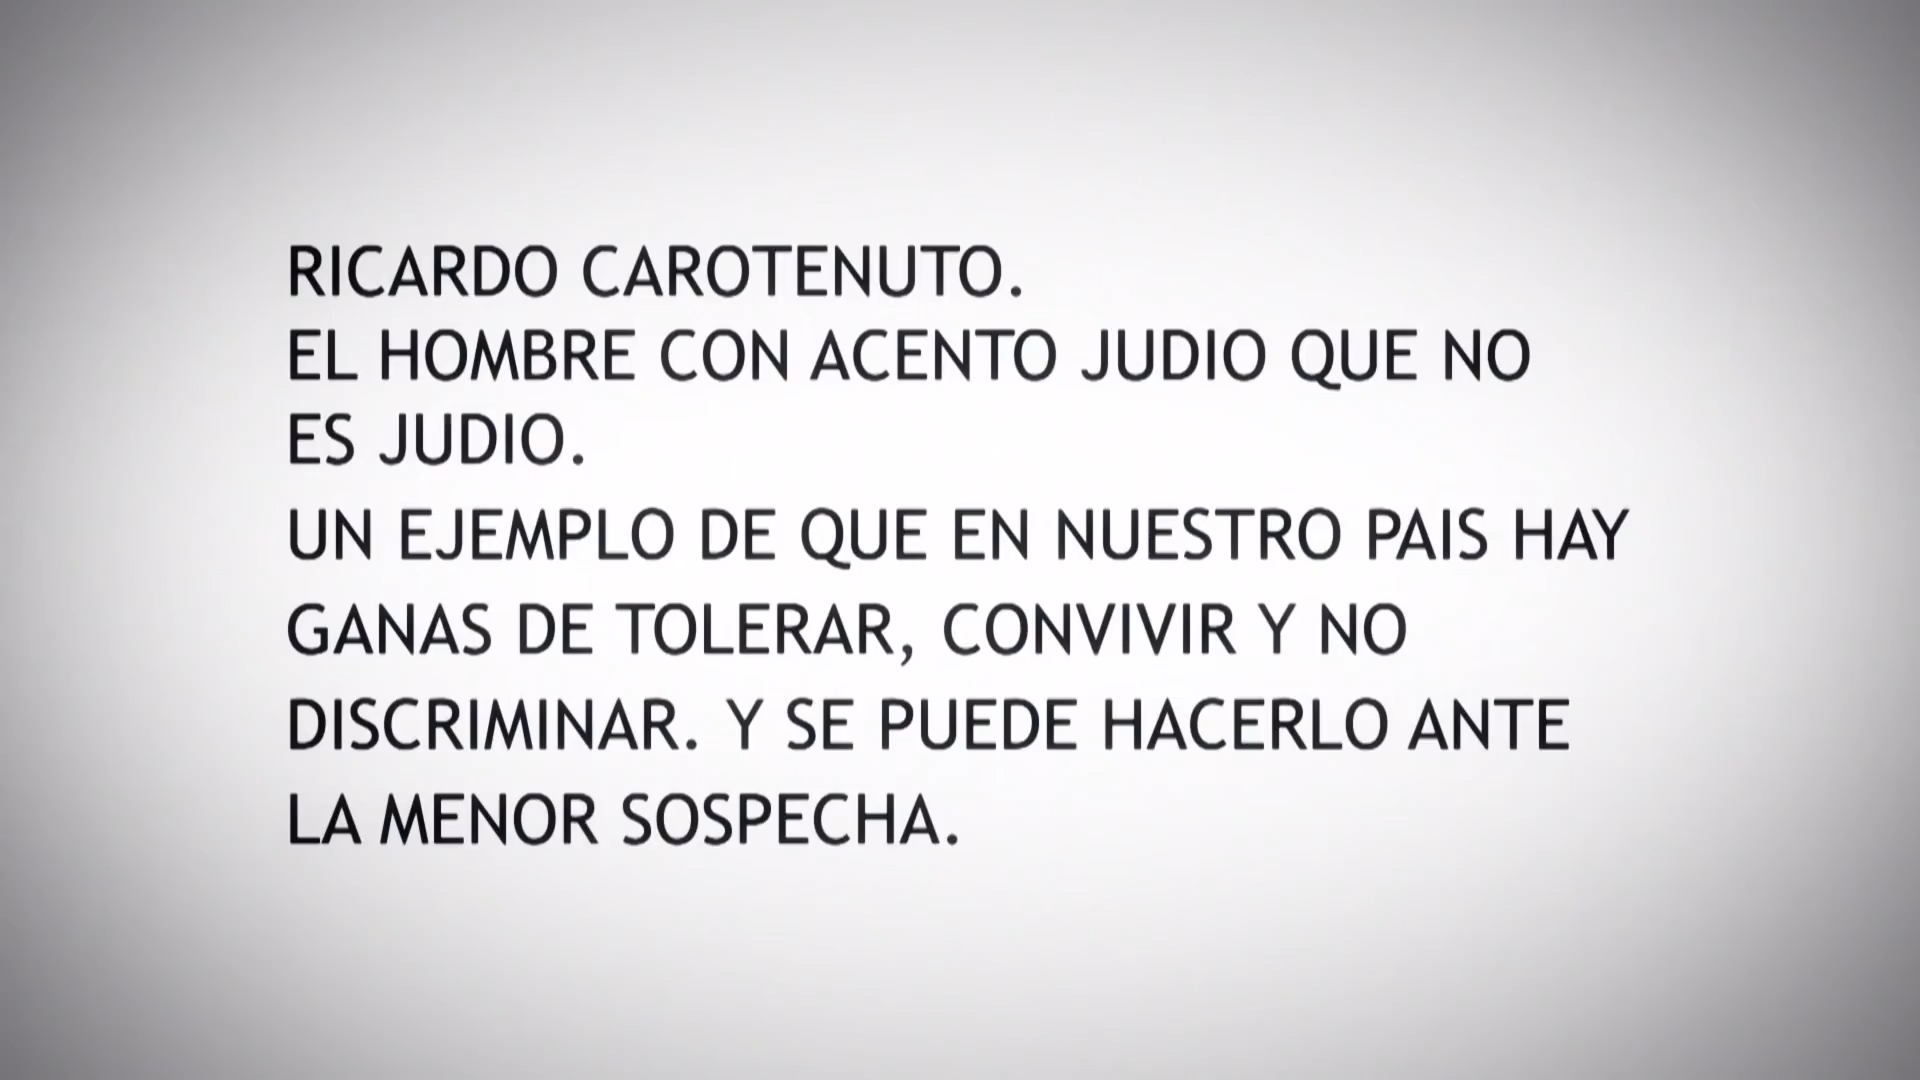 RICARDO CAROTENUTO.
EL HOMBRE CON ACENTO JUDIO QUE NO
ES JUDIO.
UN EJEMPLO DE QUE EN NUESTRO PAIS HAY
GANAS DE TOLERAR, CONVIVIR Y NO
DISCRIMINAR. Y SE PUEDE HACERLO ANTE
LA MENOR SOSPECHA.